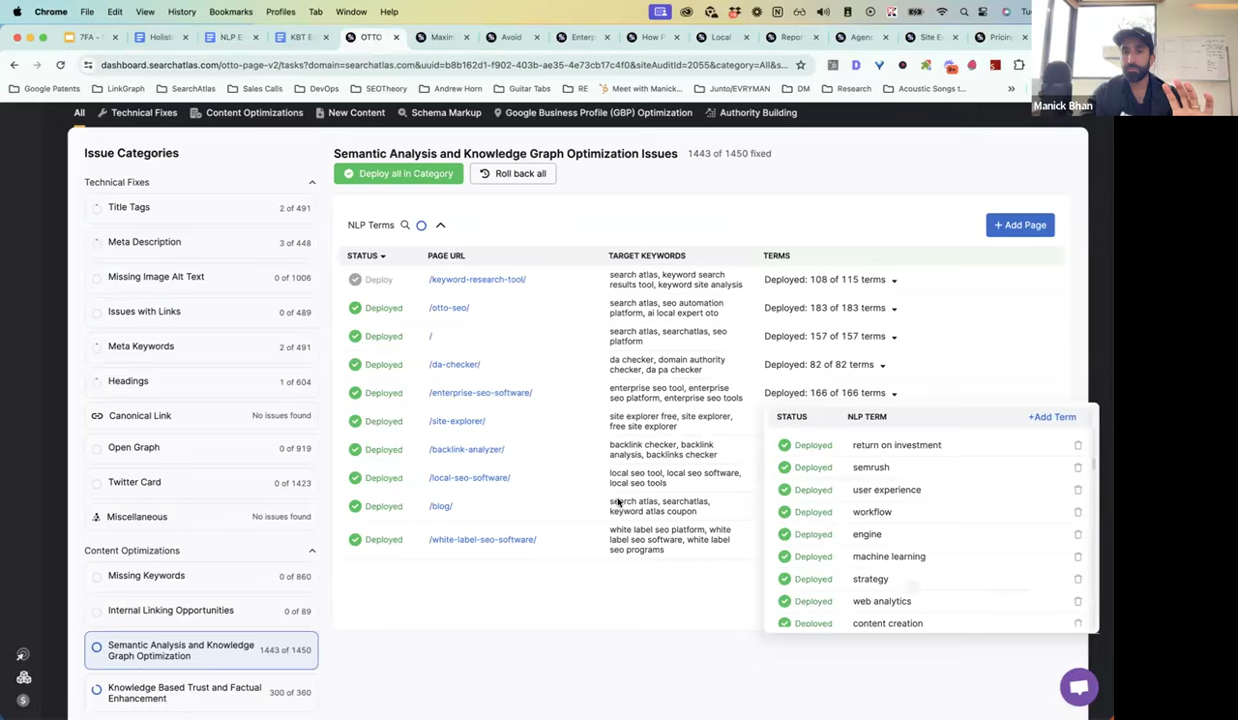 Chrome File Edit View History Bookmarks Profiles Tab Window Help
7FA - Holist NLP E KBT E OTTO Maxim Avoid Enterp How P Local Repor Agenc Site E Pricin
dashboard.searchatlas.com/otto-page-v2/tasks?domain=searchatlas.com&uuid=b8b162d1-f902-403b-ae35-4e73cb17c4f0&siteAuditId=2055&category=All&s...
Google Patents LinkGraph SearchAtlas Sales Calls DevOps SEOTheory Andrew Horn Guitar Tabs RE Meet with Manick... Junto/EVRYMAN DM Research Acoustic Songs t...
Manick Bhan
All Technical Fixes Content Optimizations New Content Schema Markup Google Business Profile (GBP) Optimization Authority Building
Issue Categories
Technical Fixes
Title Tags 2 of 491
Meta Description 3 of 448
Missing Image Alt Text 0 of 1006
Issues with Links 0 of 489
Meta Keywords 2 of 491
Headings 1 of 604
Canonical Link No issues found
Open Graph 0 of 919
Twitter Card 0 of 1423
Miscellaneous No issues found
Content Optimizations
Missing Keywords 0 of 860
Internal Linking Opportunities 0 of 89
Semantic Analysis and Knowledge
Graph Optimization 1443 of 1450
Knowledge Based Trust and Factual
Enhancement 300 of 360
Semantic Analysis and Knowledge Graph Optimization Issues 1443 of 1450 fixed
Deploy all in Category Roll back all
NLP Terms + Add Page
STATUS PAGE URL TARGET KEYWORDS TERMS
Deploy /keyword-research-tool/ search atlas, keyword search
results tool, keyword site analysis Deployed: 108 of 115 terms
Deployed /otto-seo/ search atlas, seo automation
platform, ai local expert oto Deployed: 183 of 183 terms
Deployed / search atlas, searchatlas, seo
platform Deployed: 157 of 157 terms
Deployed /da-checker/ da checker, domain authority
checker, da pa checker Deployed: 82 of 82 terms
Deployed /enterprise-seo-software/ enterprise seo tool, enterprise
seo platform, enterprise seo tools Deployed: 166 of 166 terms
Deployed /site-explorer/ site explorer free, site explorer,
free site explorer
Deployed /backlink-analyzer/ backlink checker, backlink
analysis, backlinks checker
Deployed /local-seo-software/ local seo tool, local seo software,
local seo tools
Deployed /blog/ search atlas, searchatlas,
keyword atlas coupon
Deployed /white-label-seo-software/ white label seo platform, white
label seo software, white label
seo programs
STATUS NLP TERM +Add Term
Deployed return on investment
Deployed semrush
Deployed user experience
Deployed workflow
Deployed engine
Deployed machine learning
Deployed strategy
Deployed web analytics
Deployed content creation